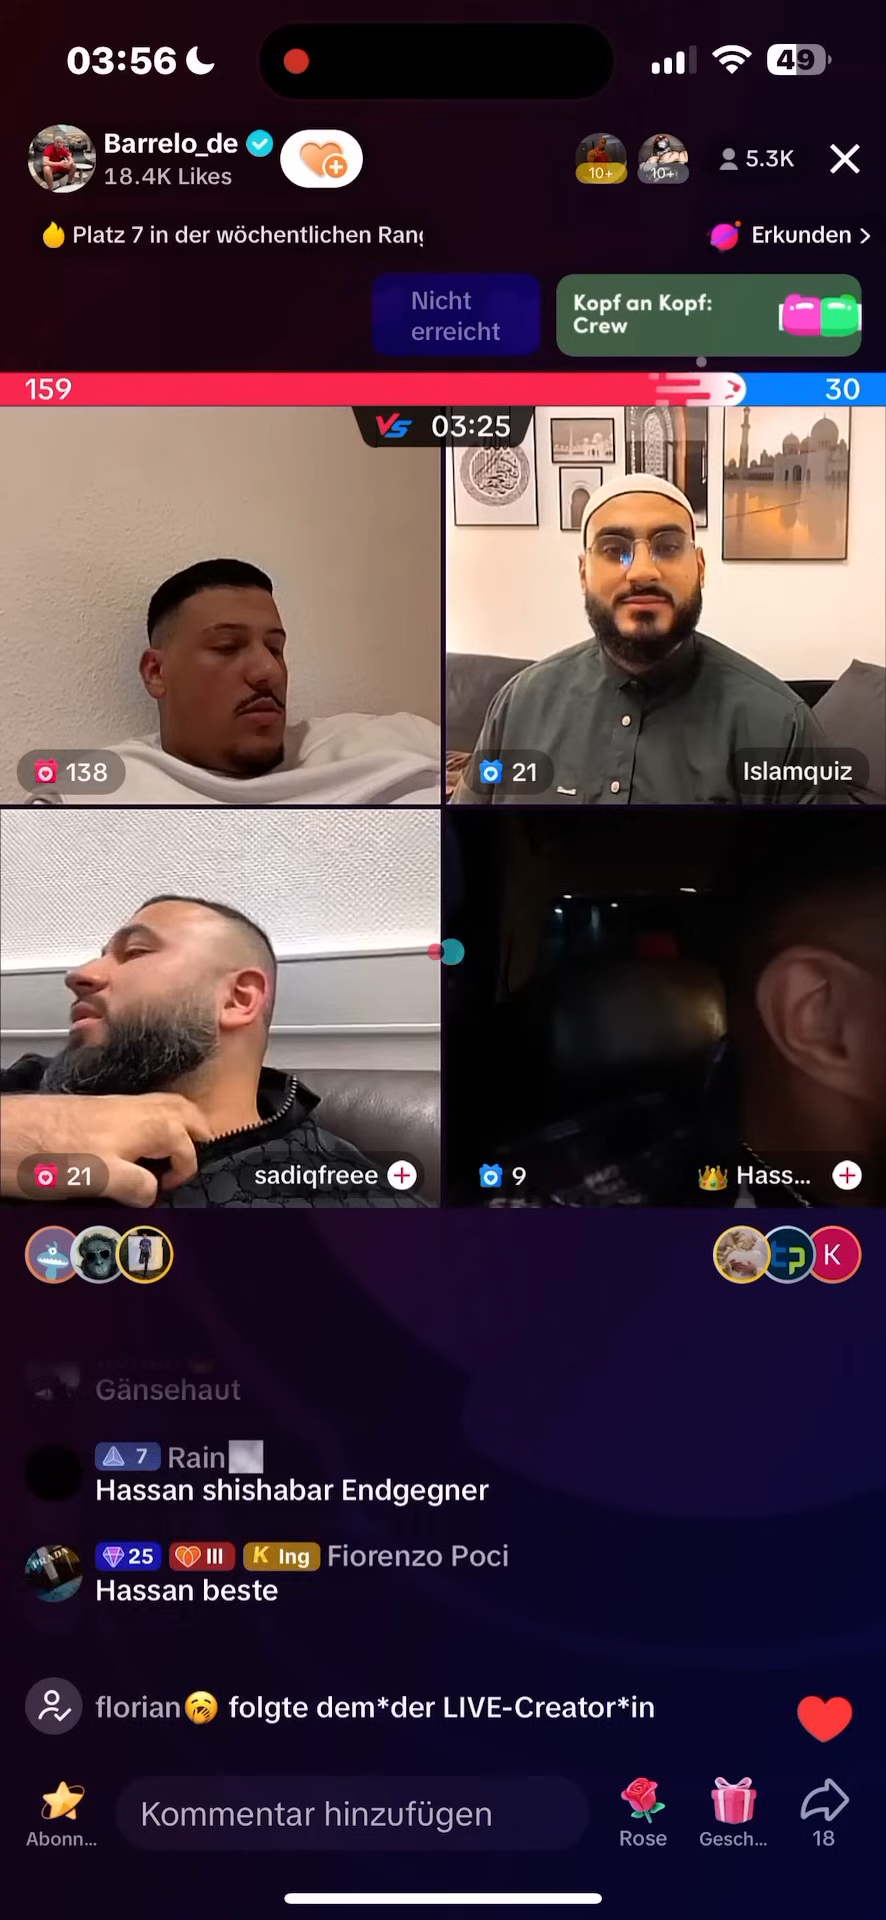 03:56
49
Barrelo_de
18.4K Likes
10+
10+
5.3K
Platz 7 in der wöchentlichen Rang
Erkunden >
Nicht
erreicht
Kopf an Kopf:
Crew
159
30
VS 03:25
138
21
Islamquiz
21
sadiqfreee
9
Hass...
tp
K
Gänsehaut
7 Rain
Hassan shishabar Endgegner
PRADA
25 III K Ing Fiorenzo Poci
Hassan beste
florian🥱 folgte dem*der LIVE-Creator*in
Abonn...
Kommentar hinzufügen
Rose
Gesch...
18